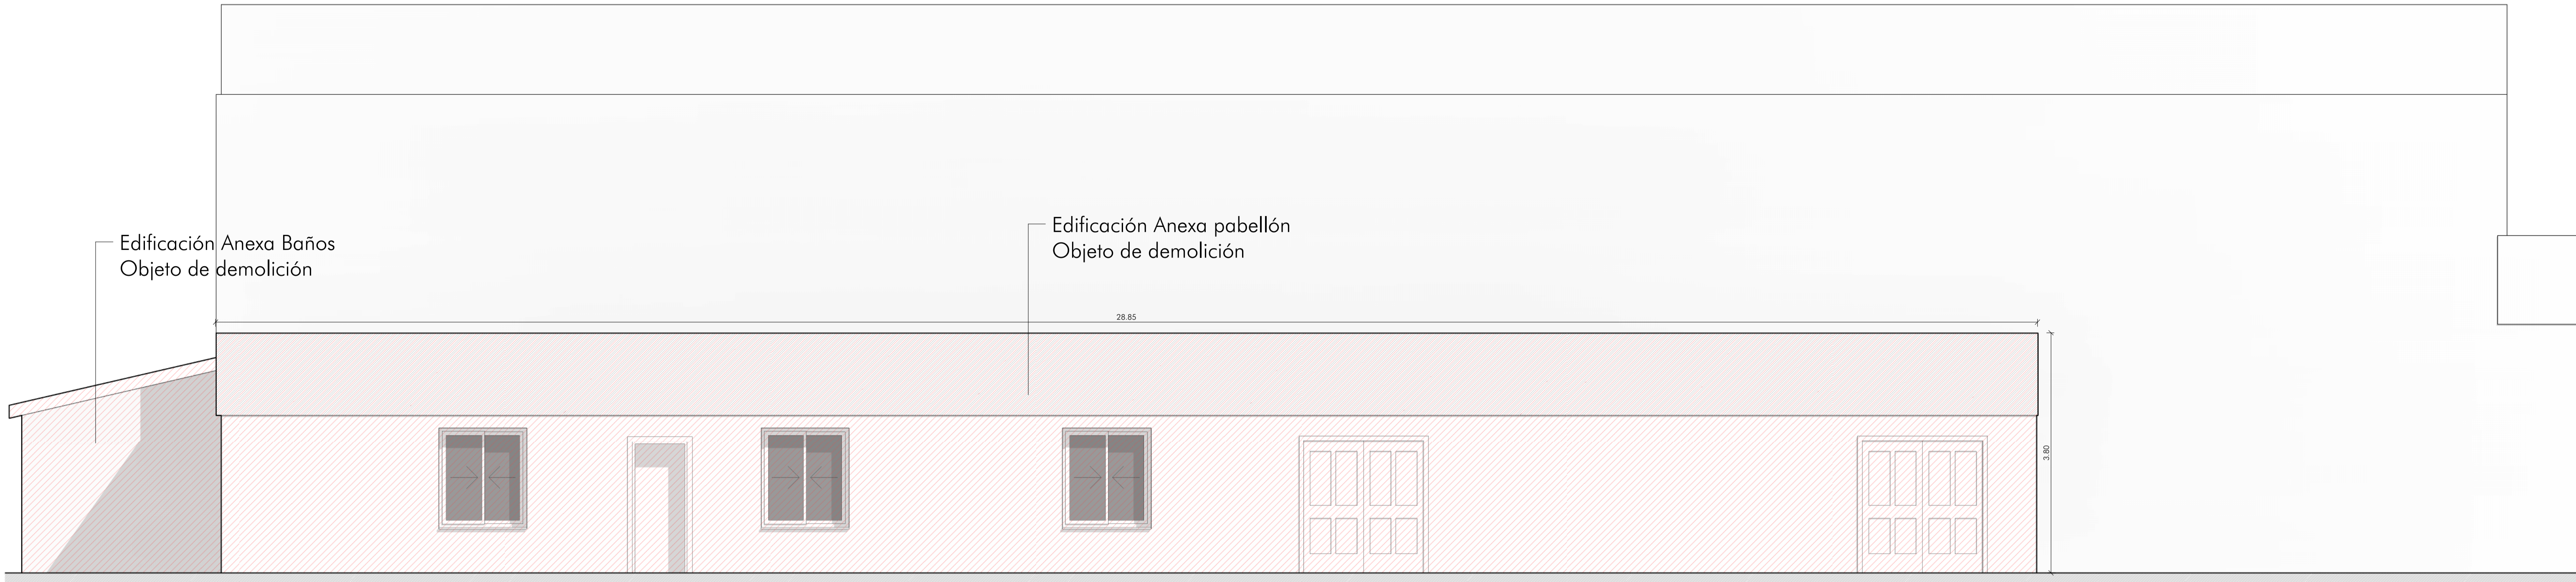 Edificación Anexa Baños
Objeto de demolición
Edificación Anexa pabellón
Objeto de demolición
28.85
3.80